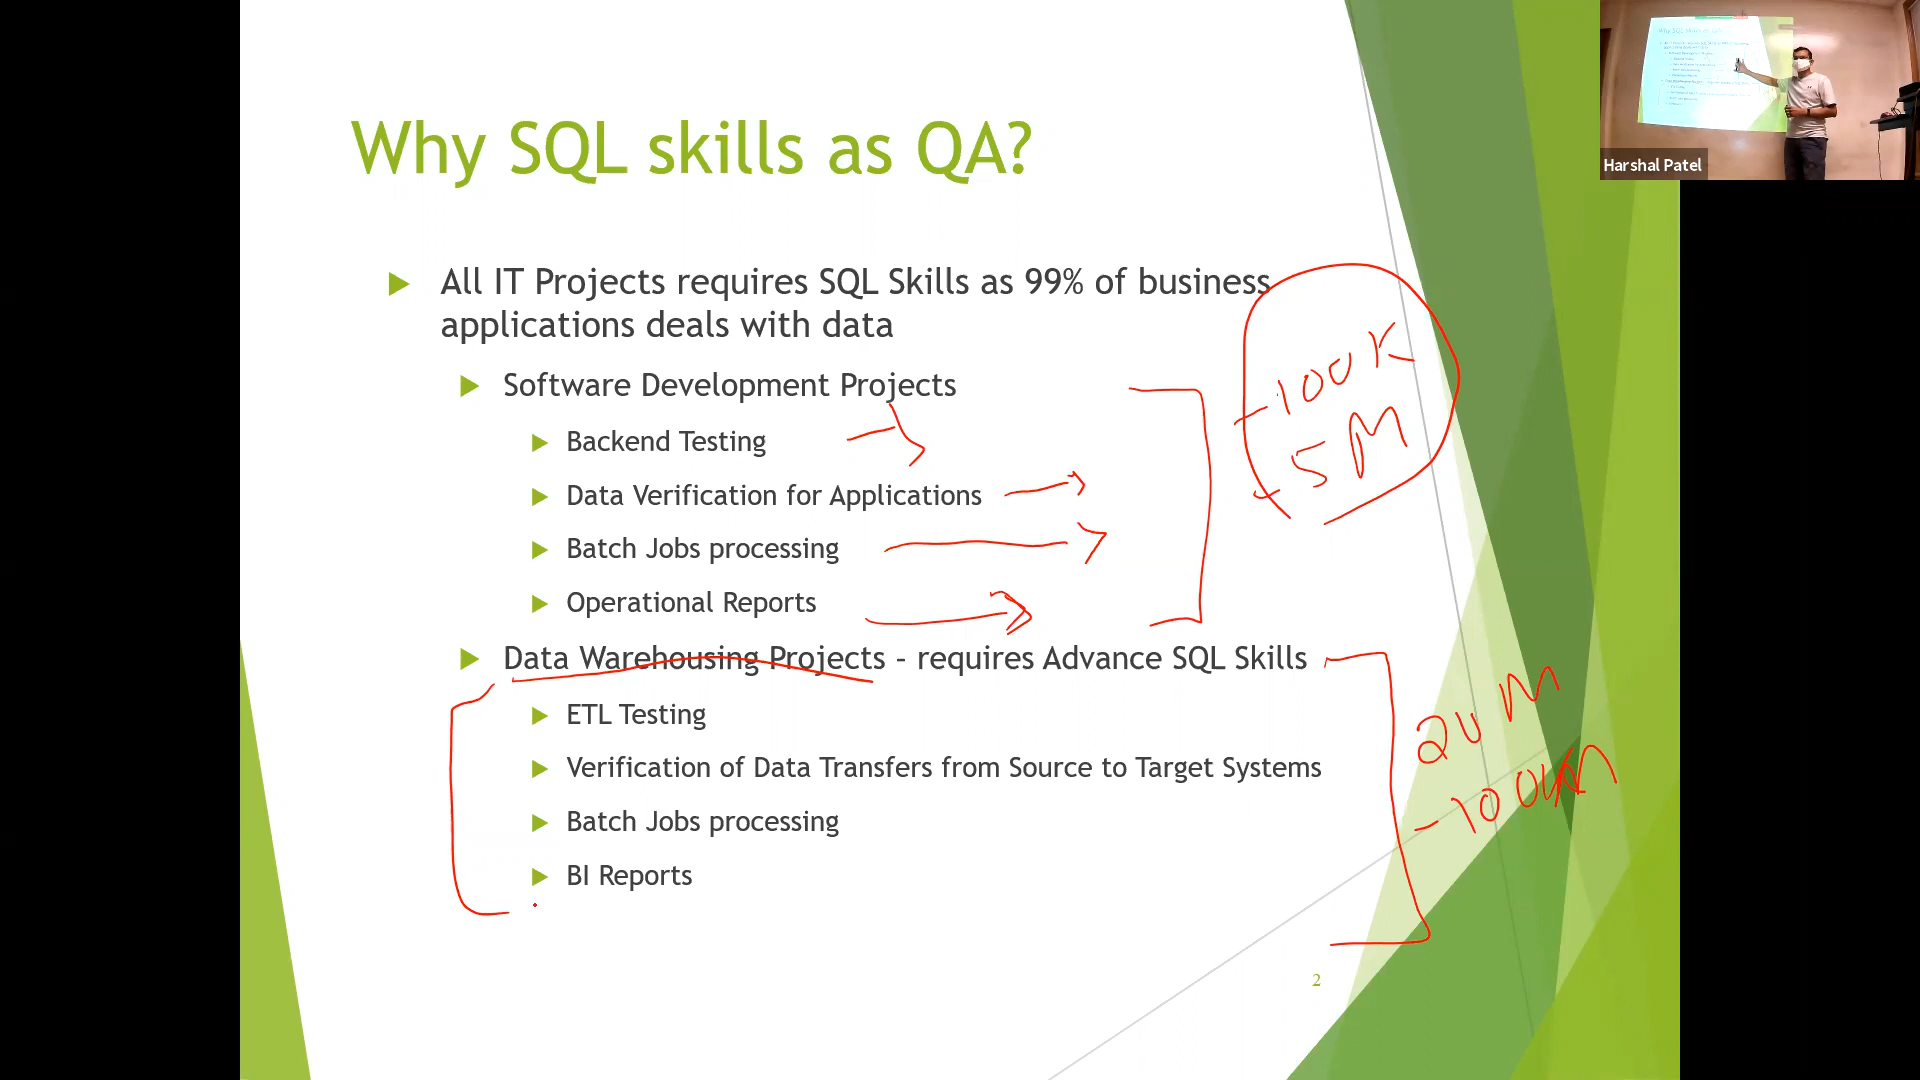 Why SQL skills as QA?
All IT Projects requires SQL Skills as 99% of business
applications deals with data
Software Development Projects
Backend Testing
Data Verification for Applications
Batch Jobs processing
Operational Reports
-100K
5M
Data Warehousing Projects - requires Advance SQL Skills
ETL Testing
Verification of Data Transfers from Source to Target Systems
Batch Jobs processing
BI Reports
20M
2
Harshal Patel